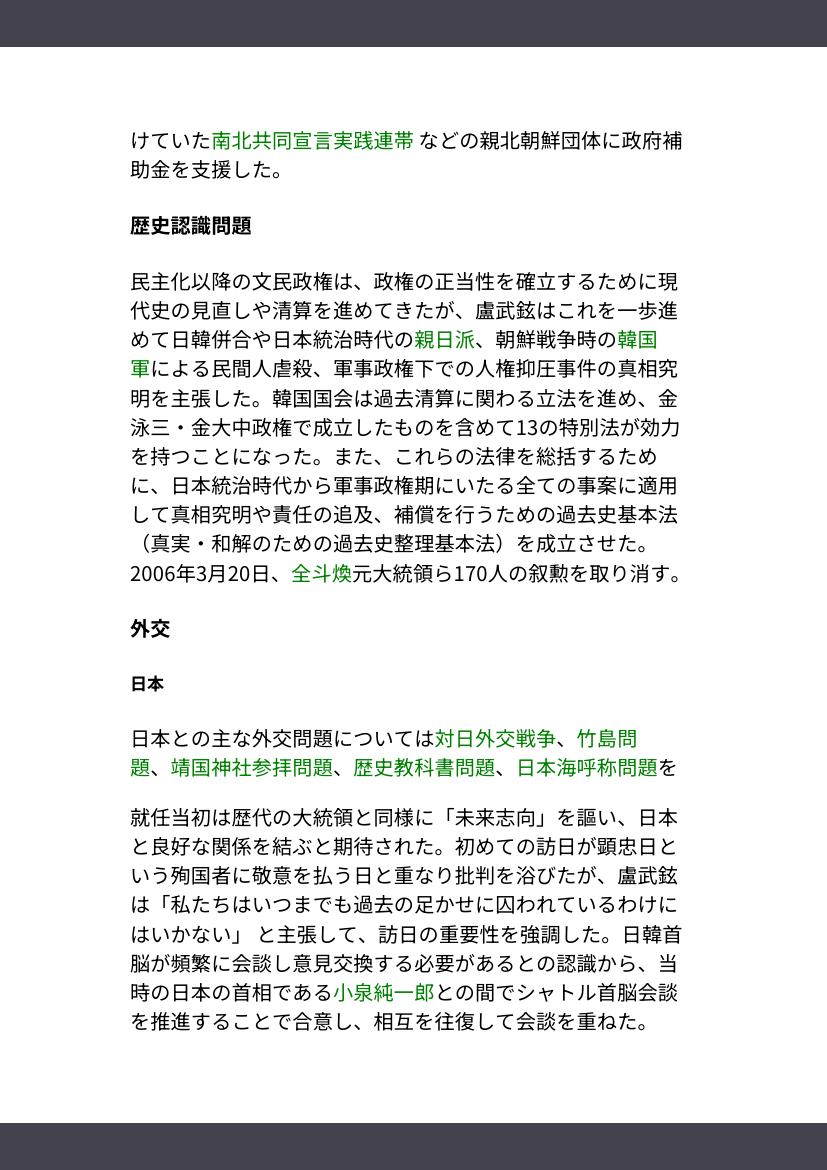 けていた南北共同宣言実践連帯 などの親北朝鮮団体に政府補
助金を支援した。
歴史認識問題
民主化以降の文民政権は、政権の正当性を確立するために現
代史の見直しや清算を進めてきたが、盧武鉉はこれを一歩進
めて日韓併合や日本統治時代の親日派、朝鮮戦争時の韓国
軍による民間人虐殺、軍事政権下での人権抑圧事件の真相究
明を主張した。韓国国会は過去清算に関わる立法を進め、金
泳三・金大中政権で成立したものを含めて13の特別法が効力
を持つことになった。また、これらの法律を総括するため
に、日本統治時代から軍事政権期にいたる全ての事案に適用
して真相究明や責任の追及、補償を行うための過去史基本法
（真実・和解のための過去史整理基本法）を成立させた。
2006年3月20日、全斗煥元大統領ら170人の叙勲を取り消す。
外交
日本
日本との主な外交問題については対日外交戦争、竹島問
題、靖国神社参拝問題、歴史教科書問題、日本海呼称問題を
就任当初は歴代の大統領と同様に「未来志向」を謳い、日本
と良好な関係を結ぶと期待された。初めての訪日が顕忠日と
いう殉国者に敬意を払う日と重なり批判を浴びたが、盧武鉉
は「私たちはいつまでも過去の足かせに囚われているわけに
はいかない」 と主張して、訪日の重要性を強調した。日韓首
脳が頻繁に会談し意見交換する必要があるとの認識から、当
時の日本の首相である小泉純一郎との間でシャトル首脳会談
を推進することで合意し、相互を往復して会談を重ねた。